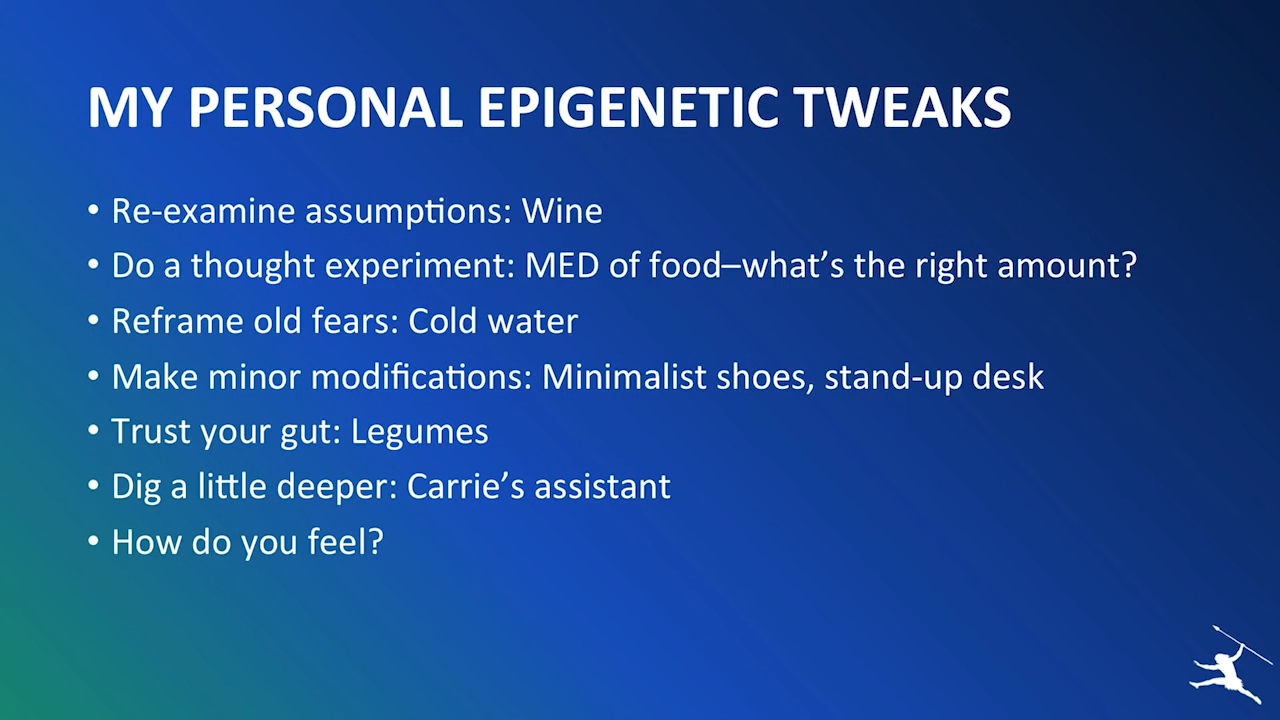 MY PERSONAL EPIGENETIC TWEAKS
• Re-examine assumptions: Wine
• Do a thought experiment: MED of food–what’s the right amount?
• Reframe old fears: Cold water
• Make minor modifications: Minimalist shoes, stand-up desk
• Trust your gut: Legumes
• Dig a little deeper: Carrie’s assistant
• How do you feel?